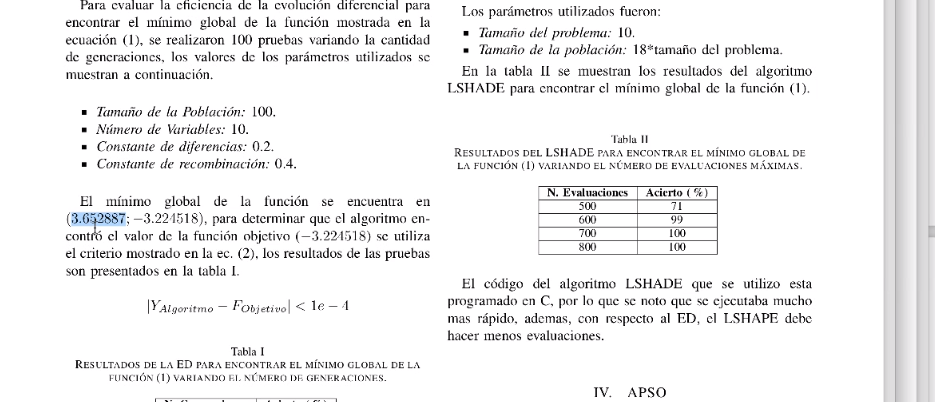 Para evaluar la eficiencia de la evolución diferencial para
encontrar el mínimo global de la función mostrada en la
ecuación (1), se realizaron 100 pruebas variando la cantidad
de generaciones, los valores de los parámetros utilizados se
muestran a continuación.
▪ Tamaño de la Población: 100.
▪ Número de Variables: 10.
▪ Constante de diferencias: 0.2.
▪ Constante de recombinación: 0.4.
El mínimo global de la función se encuentra en
(3.652887; −3.224518), para determinar que el algoritmo en-
contró el valor de la función objetivo (−3.224518) se utiliza
el criterio mostrado en la ec. (2), los resultados de las pruebas
son presentados en la tabla I.
|Y_Algoritmo − F_Objetivo| < 1e − 4
Tabla I
RESULTADOS DE LA ED PARA ENCONTRAR EL MÍNIMO GLOBAL DE LA
FUNCIÓN (1) VARIANDO EL NÚMERO DE GENERACIONES.
Los parámetros utilizados fueron:
▪ Tamaño del problema: 10.
▪ Tamaño de la población: 18*tamaño del problema.
En la tabla II se muestran los resultados del algoritmo
LSHADE para encontrar el mínimo global de la función (1).
Tabla II
RESULTADOS DEL LSHADE PARA ENCONTRAR EL MÍNIMO GLOBAL DE
LA FUNCIÓN (1) VARIANDO EL NÚMERO DE EVALUACIONES MÁXIMAS.
N. Evaluaciones Acierto ( %)
500 71
600 99
700 100
800 100
El código del algoritmo LSHADE que se utilizo esta
programado en C, por lo que se noto que se ejecutaba mucho
mas rápido, ademas, con respecto al ED, el LSHAPE debe
hacer menos evaluaciones.
IV. APSO